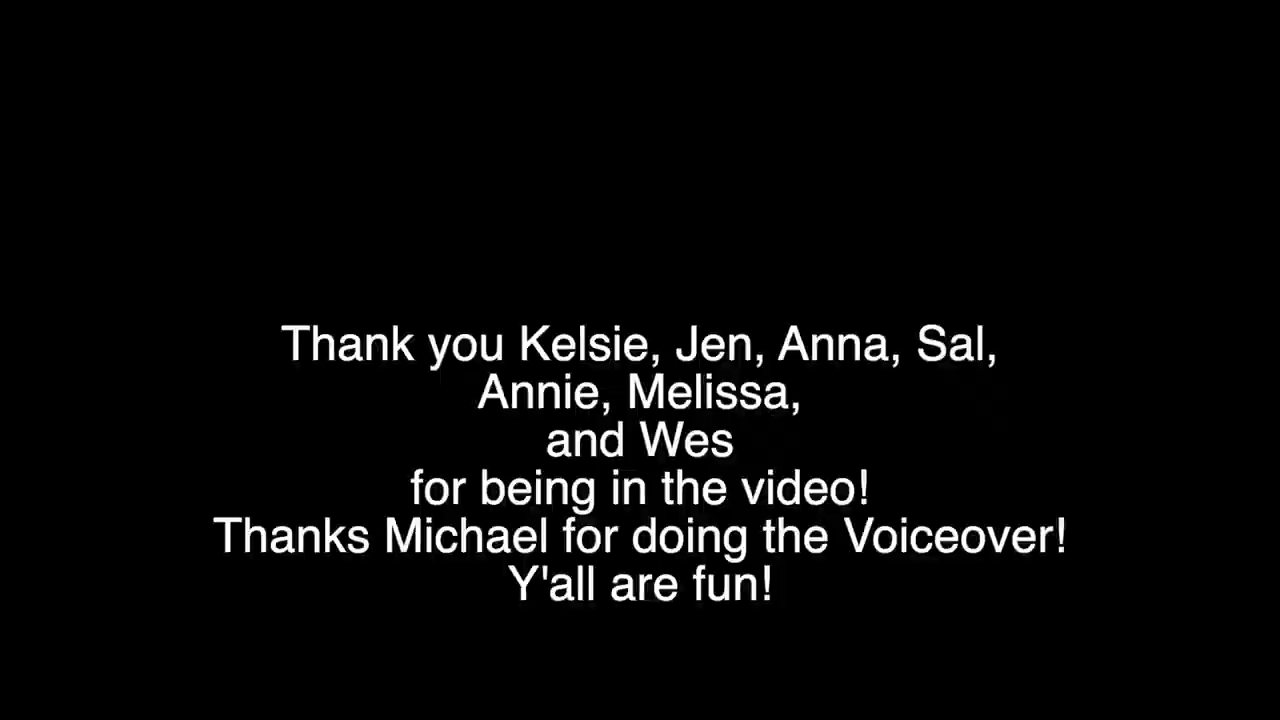 Thank you Kelsie, Jen, Anna, Sal,
Annie, Melissa,
and Wes
for being in the video!
Thanks Michael for doing the Voiceover!
Y'all are fun!